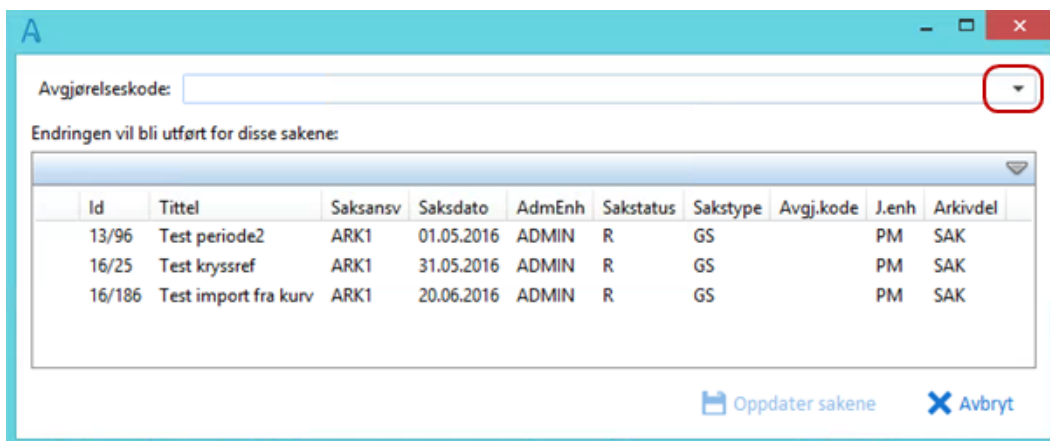 A
Avgjørelseskode:
Endringen vil bli utført for disse sakene:
Id Tittel Saksansv Saksdato AdmEnh Sakstatus Sakstype Avgj.kode J.enh Arkivdel
13/96 Test periode2 ARK1 01.05.2016 ADMIN R GS PM SAK
16/25 Test kryssref ARK1 31.05.2016 ADMIN R GS PM SAK
16/186 Test import fra kurv ARK1 20.06.2016 ADMIN R GS PM SAK
Oppdater sakene Avbryt